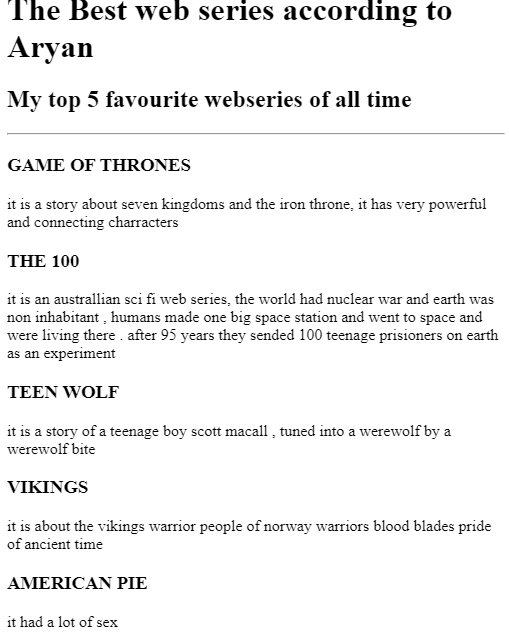 The Best web series according to
Aryan
My top 5 favourite webseries of all time
GAME OF THRONES
it is a story about seven kingdoms and the iron throne, it has very powerful
and connecting charracters
THE 100
it is an australlian sci fi web series, the world had nuclear war and earth was
non inhabitant , humans made one big space station and went to space and
were living there . after 95 years they sended 100 teenage prisioners on earth
as an experiment
TEEN WOLF
it is a story of a teenage boy scott macall , tuned into a werewolf by a
werewolf bite
VIKINGS
it is about the vikings warrior people of norway warriors blood blades pride
of ancient time
AMERICAN PIE
it had a lot of sex